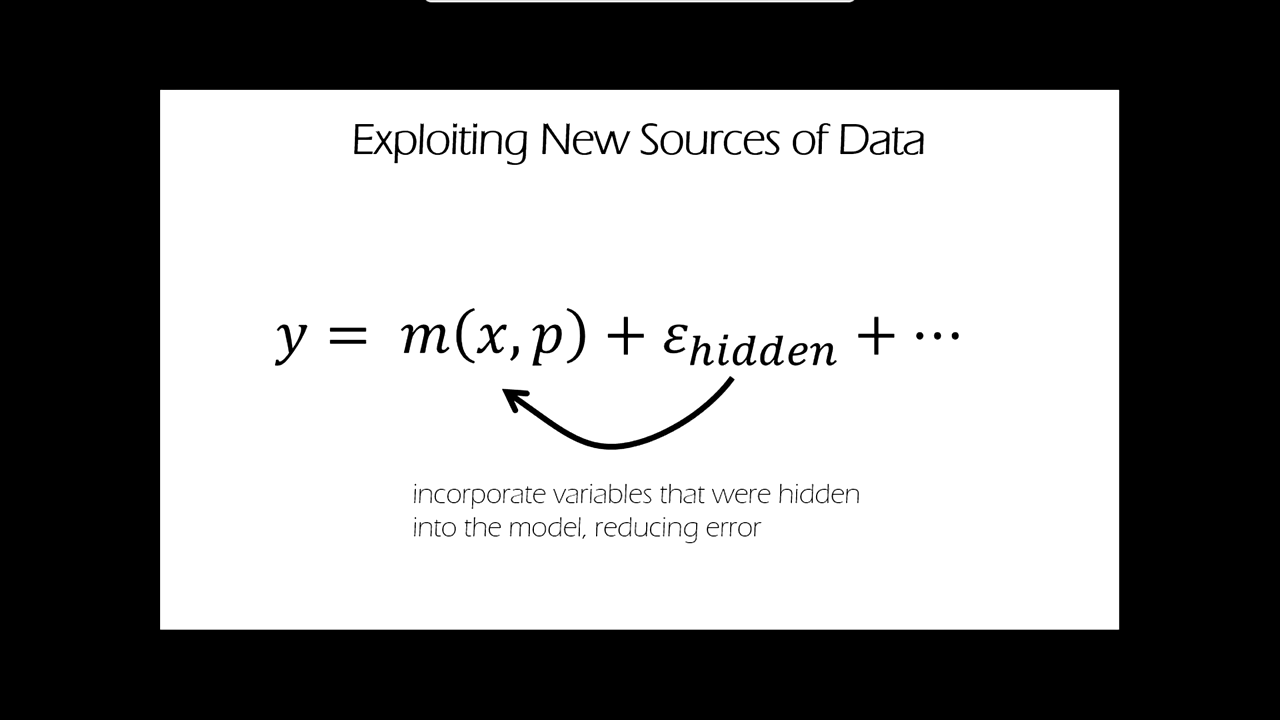 Exploiting New Sources of Data
y = m(x, p) + ε_hidden + ⋯
incorporate variables that were hidden
into the model, reducing error